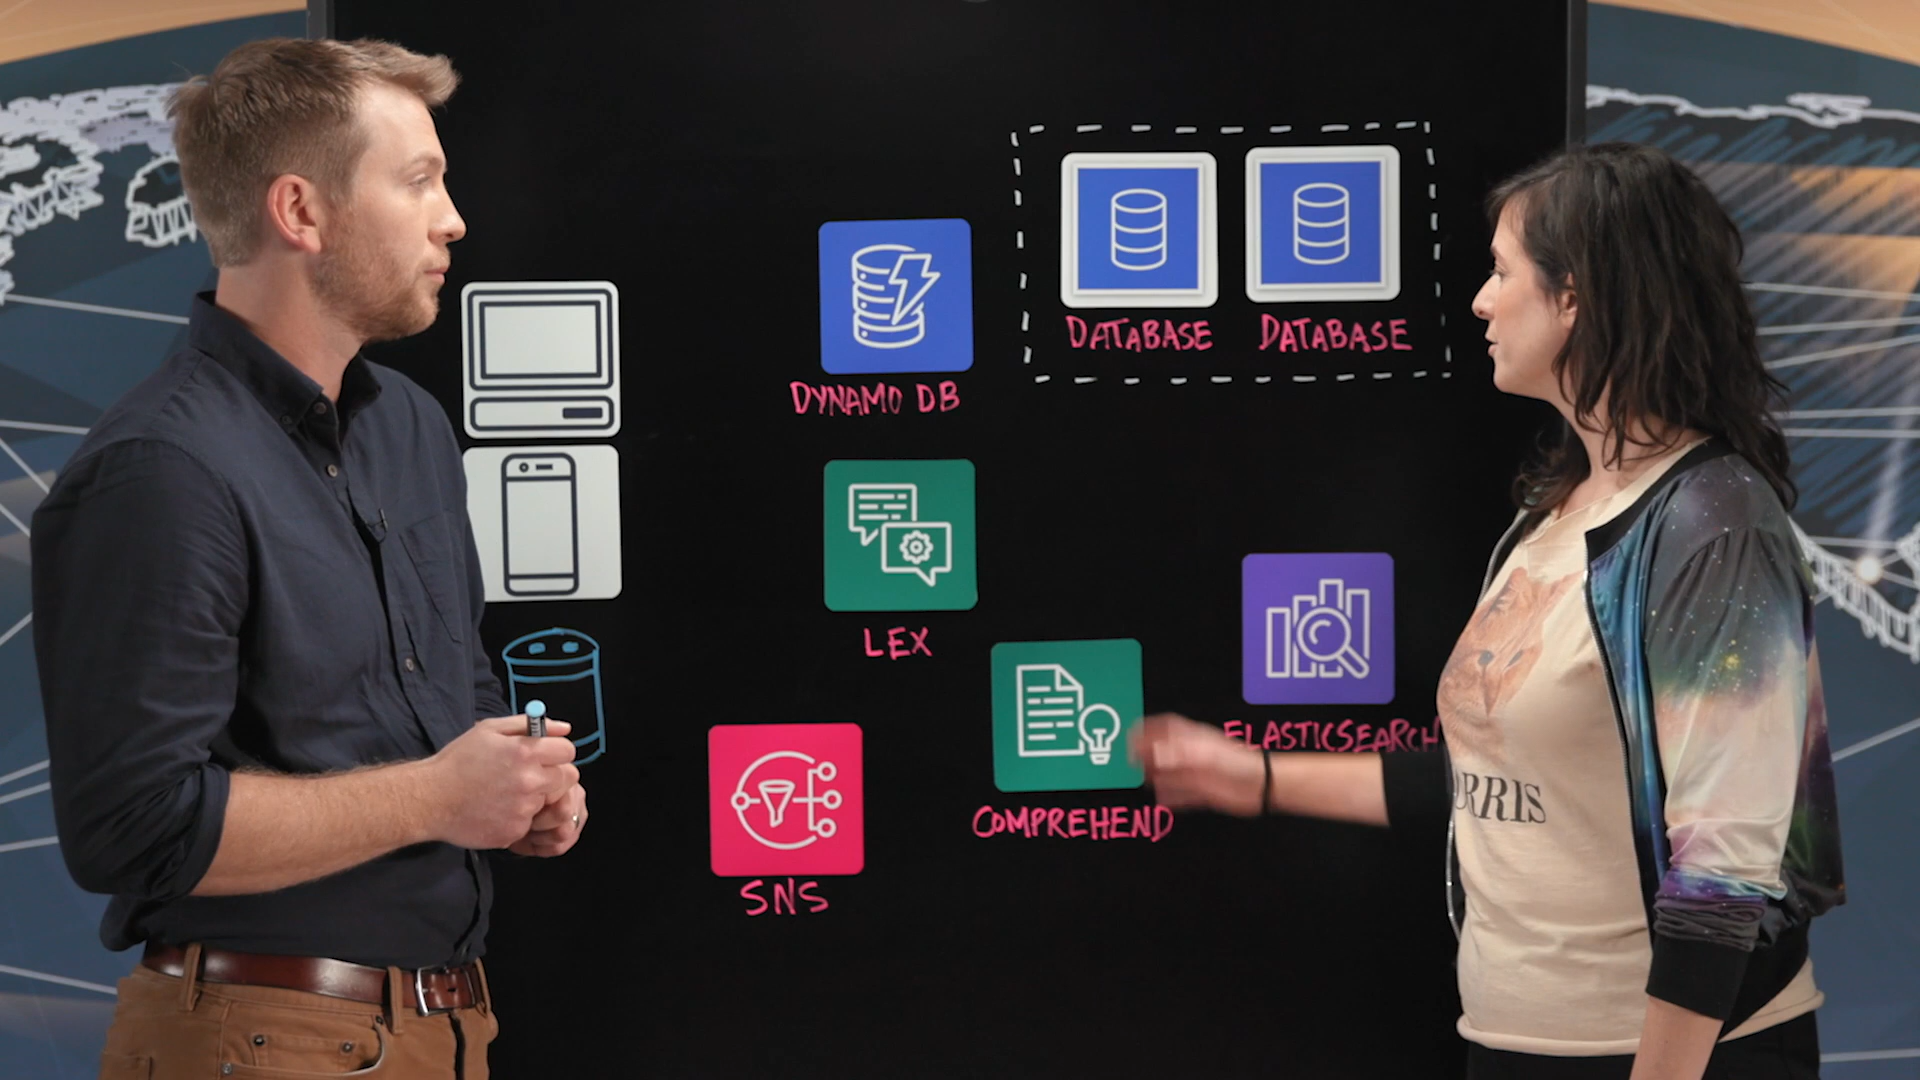 DATABASE
DATABASE
DYNAMO DB
LEX
ELASTICSEARCH
COMPREHEND
SNS